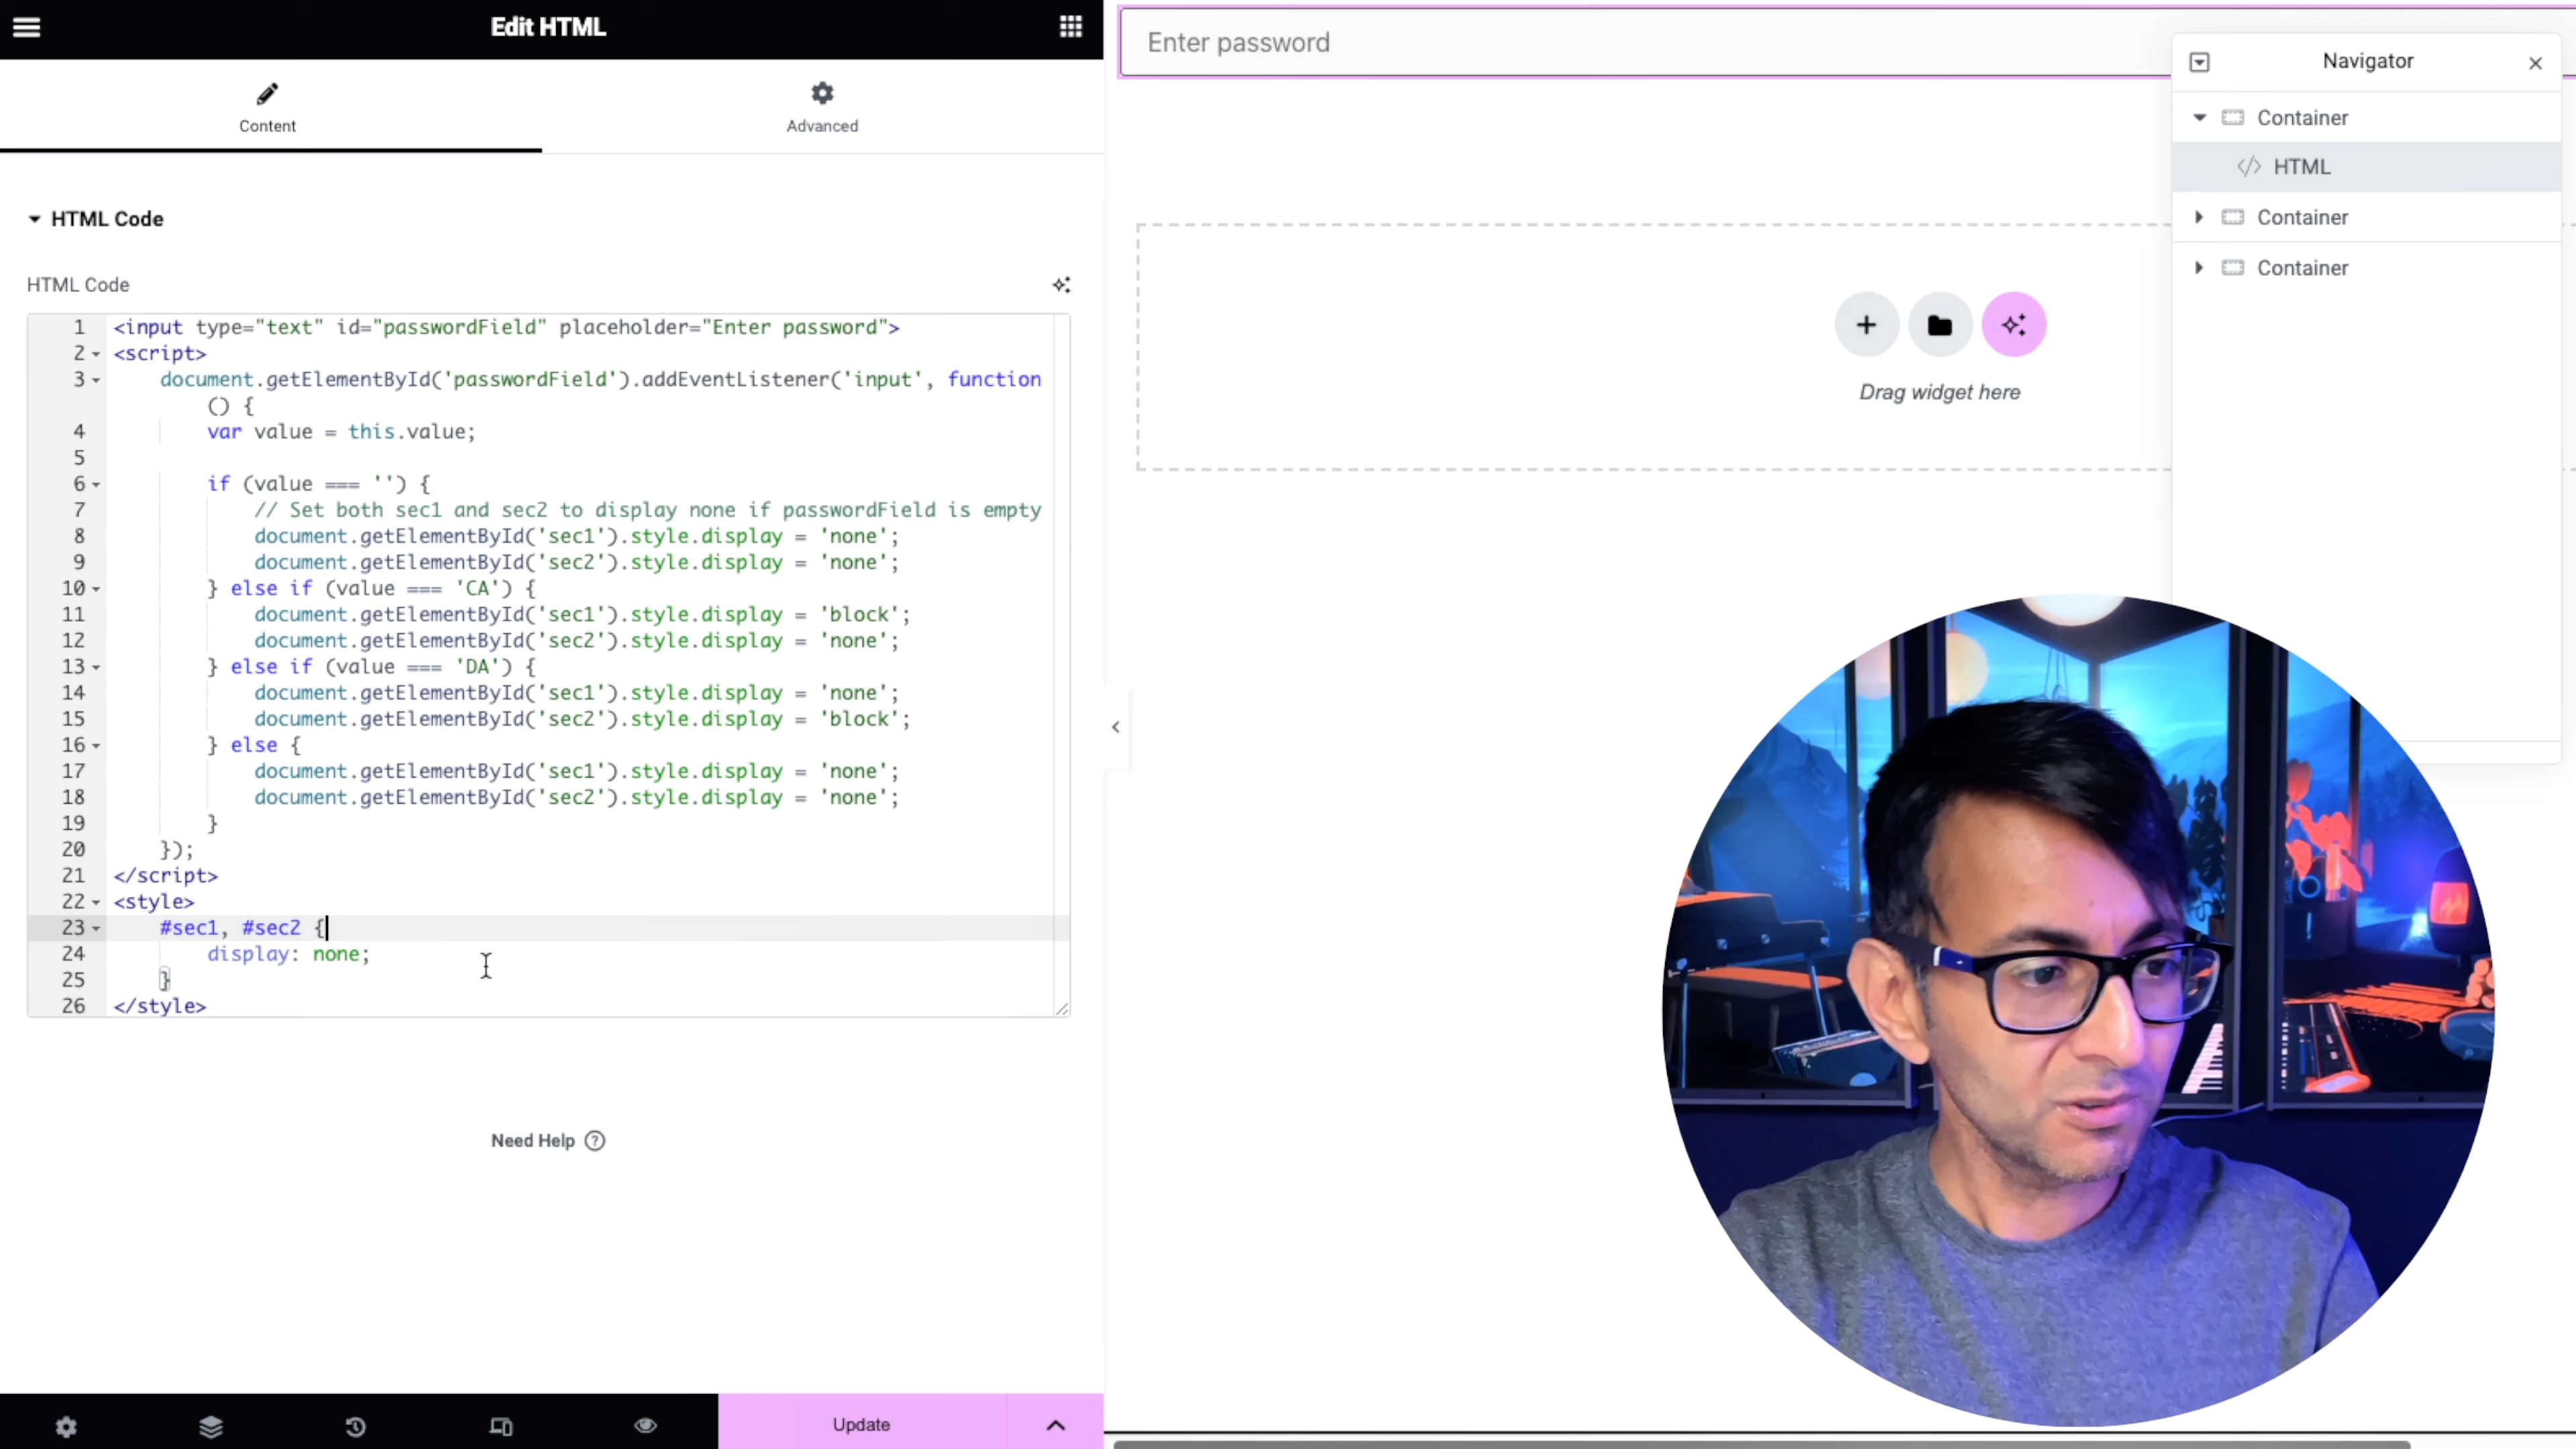 Edit HTML
Content
Advanced
HTML Code
HTML Code
1 <input type="text" id="passwordField" placeholder="Enter password">
2 <script>
3 document.getElementById('passwordField').addEventListener('input', function
() {
4 var value = this.value;
5
6 if (value === '') {
7 // Set both sec1 and sec2 to display none if passwordField is empty
8 document.getElementById('sec1').style.display = 'none';
9 document.getElementById('sec2').style.display = 'none';
10 } else if (value === 'CA') {
11 document.getElementById('sec1').style.display = 'block';
12 document.getElementById('sec2').style.display = 'none';
13 } else if (value === 'DA') {
14 document.getElementById('sec1').style.display = 'none';
15 document.getElementById('sec2').style.display = 'block';
16 } else {
17 document.getElementById('sec1').style.display = 'none';
18 document.getElementById('sec2').style.display = 'none';
19 }
20 });
21 </script>
22 <style>
23 #sec1, #sec2 {
24 display: none;
25 }
26 </style>
Need Help ?
Update
Enter password
Drag widget here
Navigator
Container
</> HTML
Container
Container